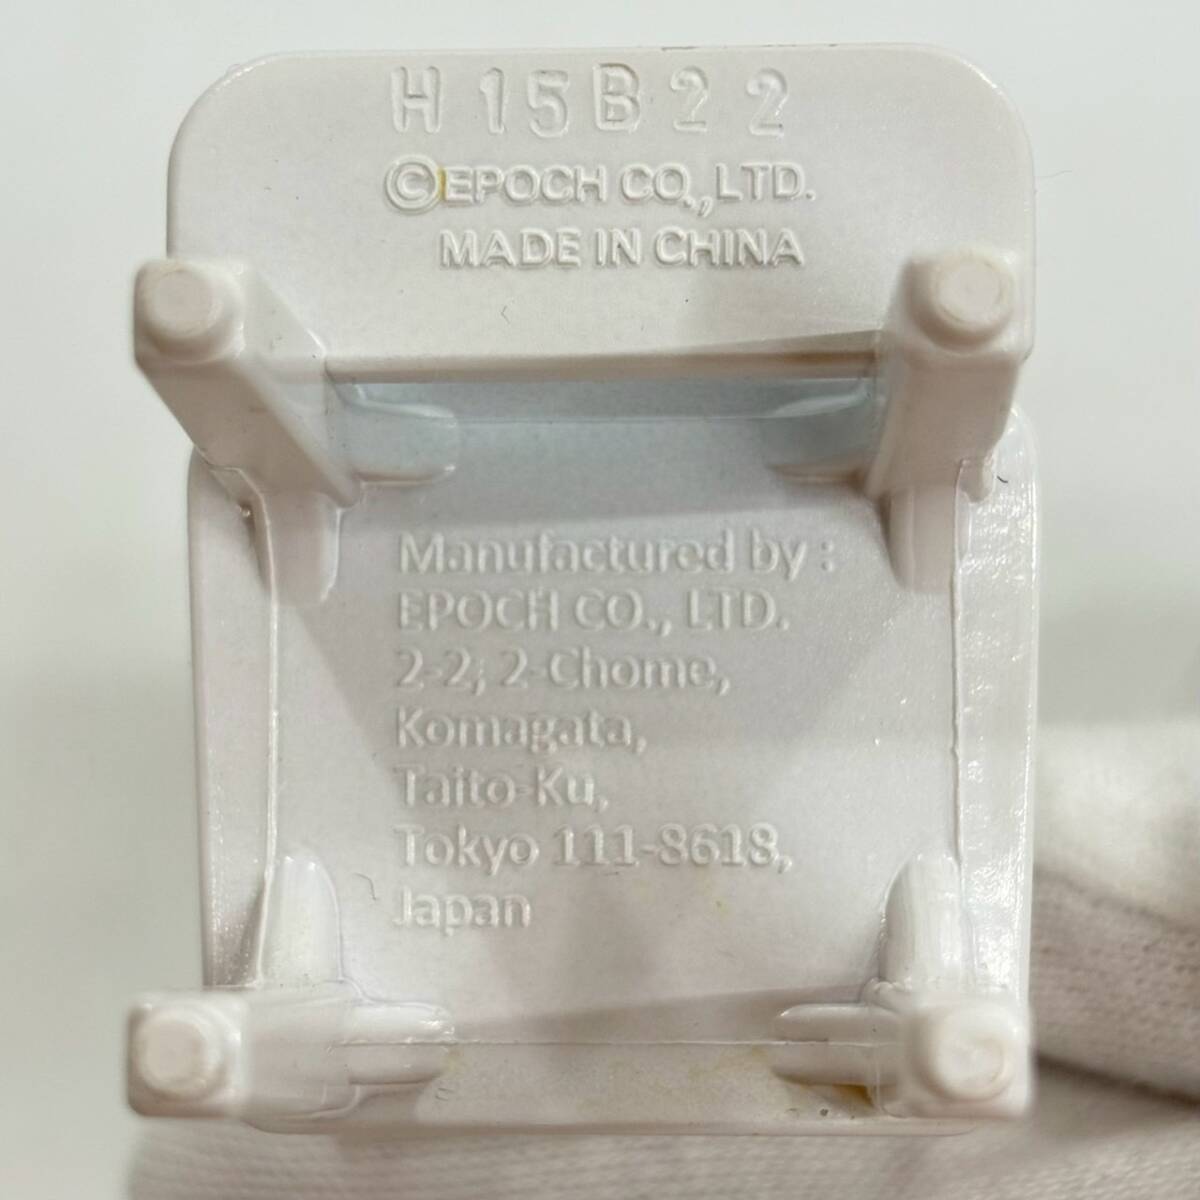 H 15B22
©EPOCH CO.,LTD.
MADE IN CHINA
Manufactured by :
EPOCH CO., LTD.
2-2, 2-Chome,
Komagata,
Taito-Ku,
Tokyo 111-8618,
Japan